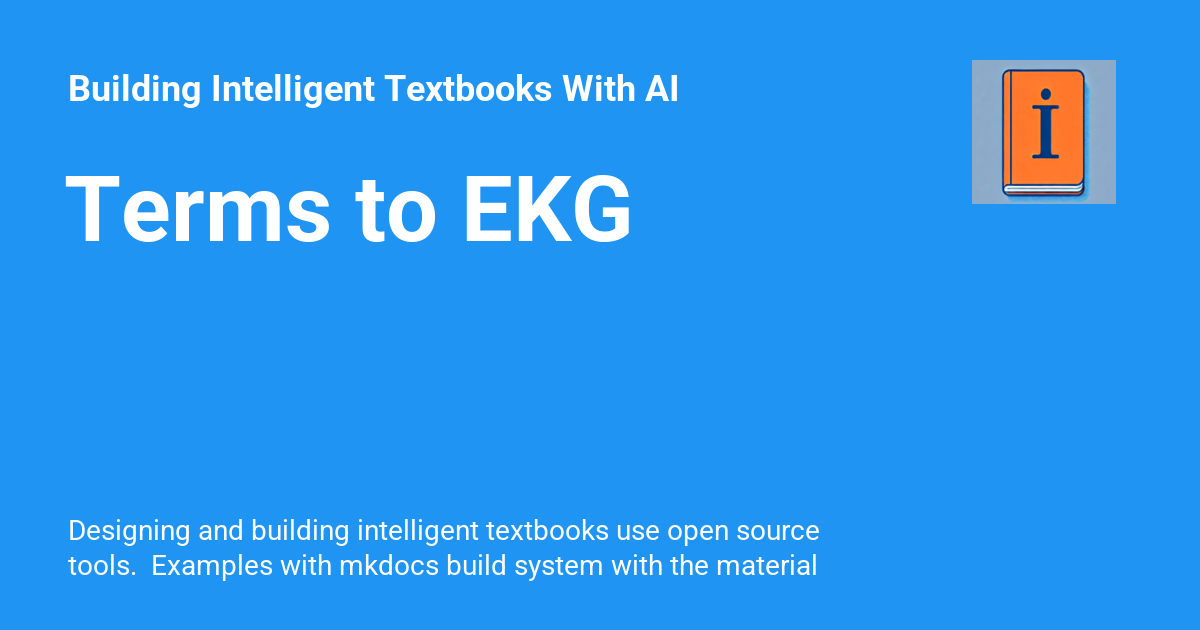 Building Intelligent Textbooks With AI
Terms to EKG
i
Designing and building intelligent textbooks use open source
tools.  Examples with mkdocs build system with the material